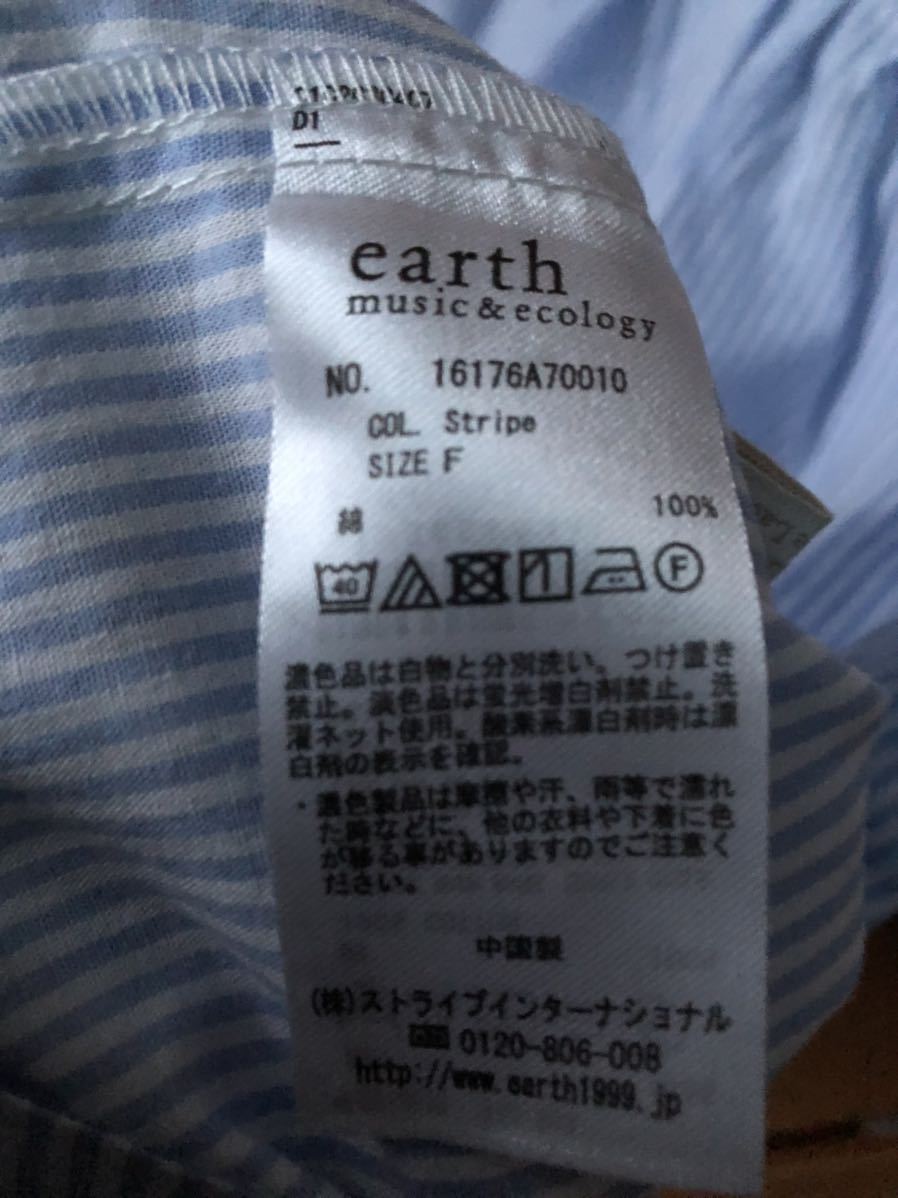 D1
earth
music&ecology
NO. 16176A70010
COL. Stripe
SIZE F
綿 100%
40 F
濃色品は白物と分別洗い。つけ置き
禁止。淡色品は蛍光増白剤禁止。洗
濯ネット使用。酸素系漂白剤時は漂
白剤の表示を確認。
・濃色製品は摩擦や汗、雨等で濡れ
た時などに、他の衣料や下着に色
が移る事がありますのでご注意く
ださい。
中国製
(株)ストライプインターナショナル
0120-806-008
http://www.earth1999.jp